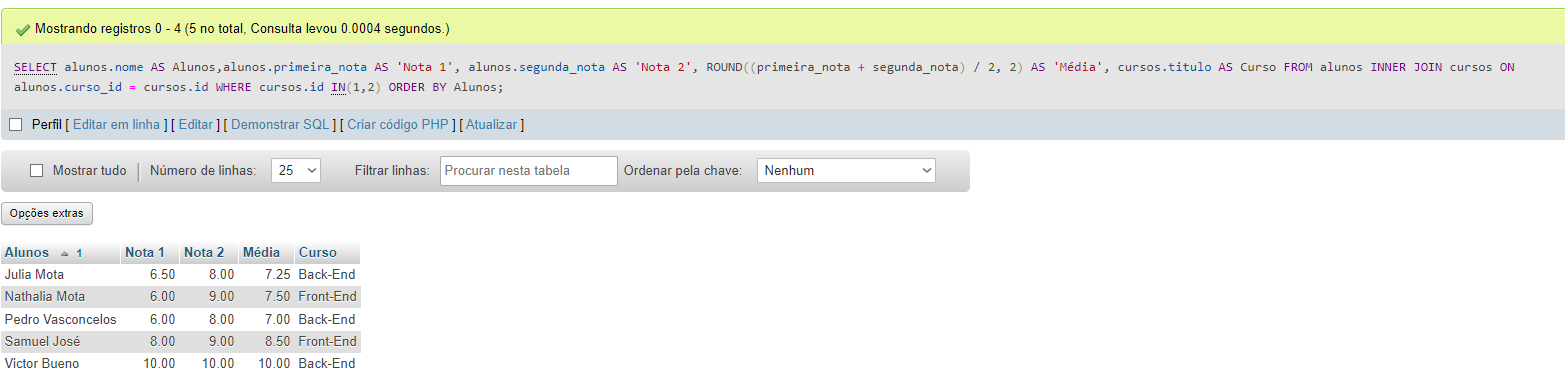 Mostrando registros 0 - 4 (5 no total, Consulta levou 0.0004 segundos.)
SELECT alunos.nome AS Alunos,alunos.primeira_nota AS 'Nota 1', alunos.segunda_nota AS 'Nota 2', ROUND((primeira_nota + segunda_nota) / 2, 2) AS 'Média', cursos.titulo AS Curso FROM alunos INNER JOIN cursos ON
alunos.curso_id = cursos.id WHERE cursos.id IN(1,2) ORDER BY Alunos;
Perfil [ Editar em linha ] [ Editar ] [ Demonstrar SQL ] [ Criar código PHP ] [ Atualizar ]
Mostrar tudo Número de linhas: 25 Filtrar linhas: Procurar nesta tabela Ordenar pela chave: Nenhum
Opções extras
Alunos 1 Nota 1 Nota 2 Média Curso
Julia Mota 6.50 8.00 7.25 Back-End
Nathalia Mota 6.00 9.00 7.50 Front-End
Pedro Vasconcelos 6.00 8.00 7.00 Back-End
Samuel José 8.00 9.00 8.50 Front-End
Victor Bueno 10.00 10.00 10.00 Back-End